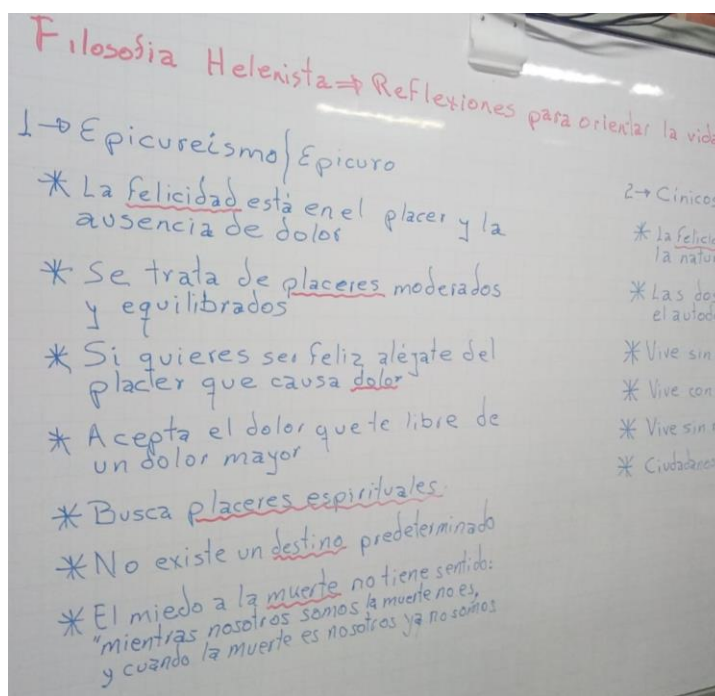 Filosofia Helenista⇒Reflexiones para orientar la vida
1→Epicureismo/Epicuro
* La felicidad está en el placer y la
ausencia de dolor
* Se trata de placeres moderados
y equilibrados
* Si quieres ser feliz aléjate del
placer que causa dolor
* Acepta el dolor que te libre de
un dolor mayor
* Busca placeres espirituales.
* No existe un destino predeterminado
* El miedo a la muerte no tiene sentido:
"mientras nosotros somos la muerte no es,
y cuando la muerte es nosotros ya no somos
2→Cínicos
* La felici
la natu
* Las do
el autod
* Vive sin
* Vive con
* Vive sin
* Ciudadanos